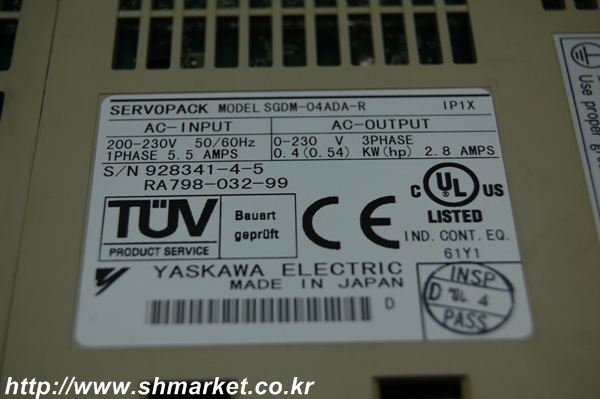 SERVOPACK MODEL SGDM-04ADA-R IP1X
AC-INPUT AC-OUTPUT
200-230V 50/60Hz 0-230 V 3PHASE
1PHASE 5.5 AMPS 0.4(0.54) KW(hp) 2.8 AMPS
S/N 928341-4-5
RA798-032-99
TÜV
PRODUCT SERVICE
Bauart
geprüft
CE
C UL US
LISTED
IND. CONT. EQ.
61Y1
YASKAWA ELECTRIC
MADE IN JAPAN
D
INSP
D 4
PASS
Use proper
http://www.shmarket.co.kr